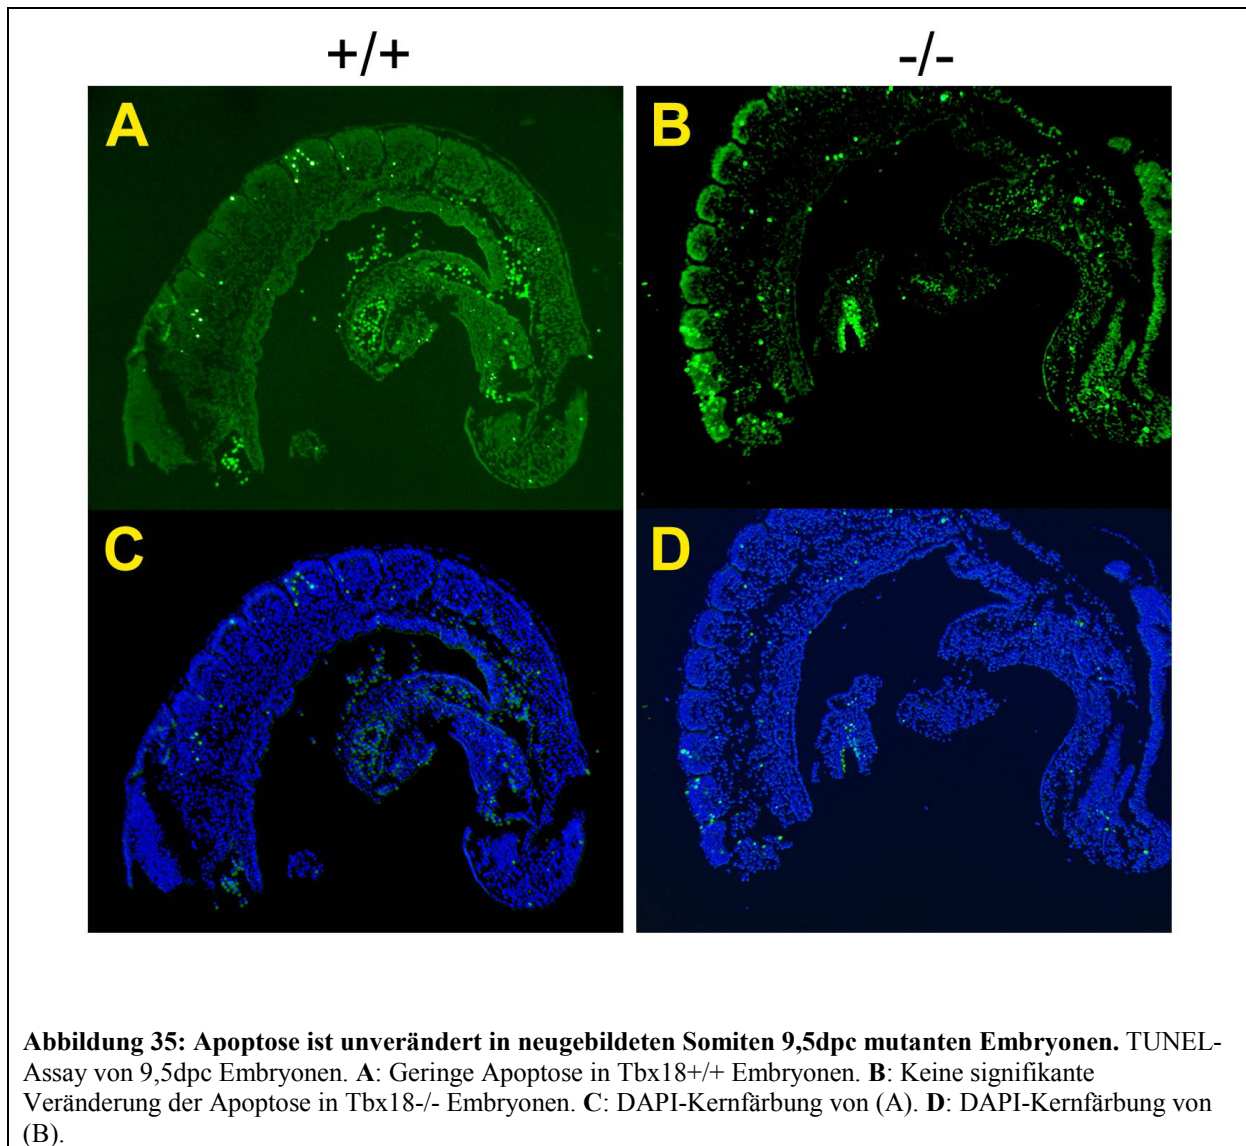 +/+ -/-
A B
C D
Abbildung 35: Apoptose ist unverändert in neugebildeten Somiten 9,5dpc mutanten Embryonen. TUNEL-
Assay von 9,5dpc Embryonen. A: Geringe Apoptose in Tbx18+/+ Embryonen. B: Keine signifikante
Veränderung der Apoptose in Tbx18-/- Embryonen. C: DAPI-Kernfärbung von (A). D: DAPI-Kernfärbung von
(B).